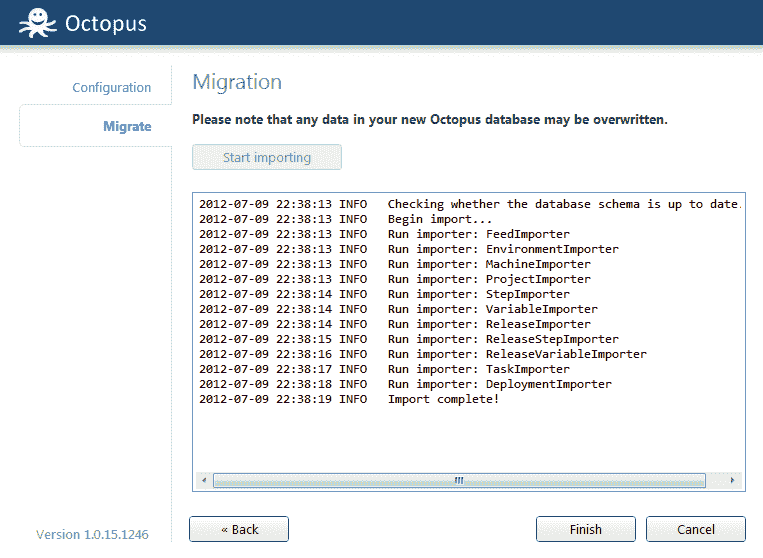 Octopus
Configuration
Migrate
Migration
Please note that any data in your new Octopus database may be overwritten.
Start importing
2012-07-09 22:38:13 INFO   Checking whether the database schema is up to date.
2012-07-09 22:38:13 INFO   Begin import...
2012-07-09 22:38:13 INFO   Run importer: FeedImporter
2012-07-09 22:38:13 INFO   Run importer: EnvironmentImporter
2012-07-09 22:38:13 INFO   Run importer: MachineImporter
2012-07-09 22:38:13 INFO   Run importer: ProjectImporter
2012-07-09 22:38:14 INFO   Run importer: StepImporter
2012-07-09 22:38:14 INFO   Run importer: VariableImporter
2012-07-09 22:38:14 INFO   Run importer: ReleaseImporter
2012-07-09 22:38:15 INFO   Run importer: ReleaseStepImporter
2012-07-09 22:38:16 INFO   Run importer: ReleaseVariableImporter
2012-07-09 22:38:17 INFO   Run importer: TaskImporter
2012-07-09 22:38:18 INFO   Run importer: DeploymentImporter
2012-07-09 22:38:19 INFO   Import complete!
Version 1.0.15.1246
« Back
Finish
Cancel